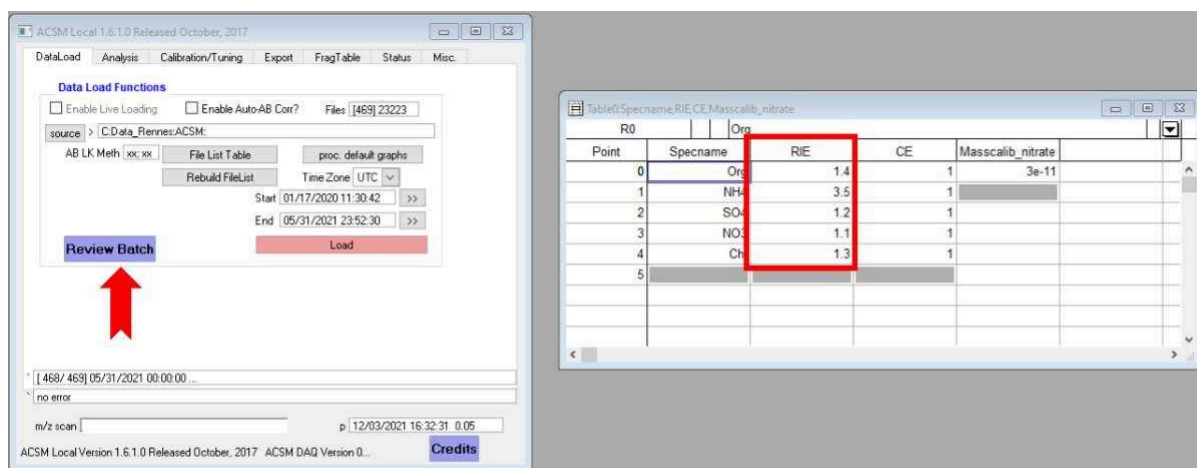 ACSM Local 1.6.1.0 Released October, 2017
DataLoad Analysis Calibration/Tuning Export FragTable Status Misc.
Data Load Functions
Enable Live Loading Enable Auto-AB Corr? Files [469] 23223
source > C:Data_Rennes:ACSM:
AB LK Meth xx; xx File List Table proc. default graphs
Rebuild FileList Time Zone UTC
Start 01/17/2020 11:30:42 >>
End 05/31/2021 23:52:30 >>
Review Batch Load
[ 468/ 469] 05/31/2021 00:00:00 ...
no error
m/z scan p 12/03/2021 16:32:31 0.05
ACSM Local Version 1.6.1.0 Released October, 2017 ACSM DAQ Version 0... Credits
Table0:Specname,RIE,CE,Masscalib_nitrate
R0 Org
Point Specname RIE CE Masscalib_nitrate
0 Org 1.4 1 3e-11
1 NH4 3.5 1
2 SO4 1.2 1
3 NO3 1.1 1
4 Ch 1.3 1
5